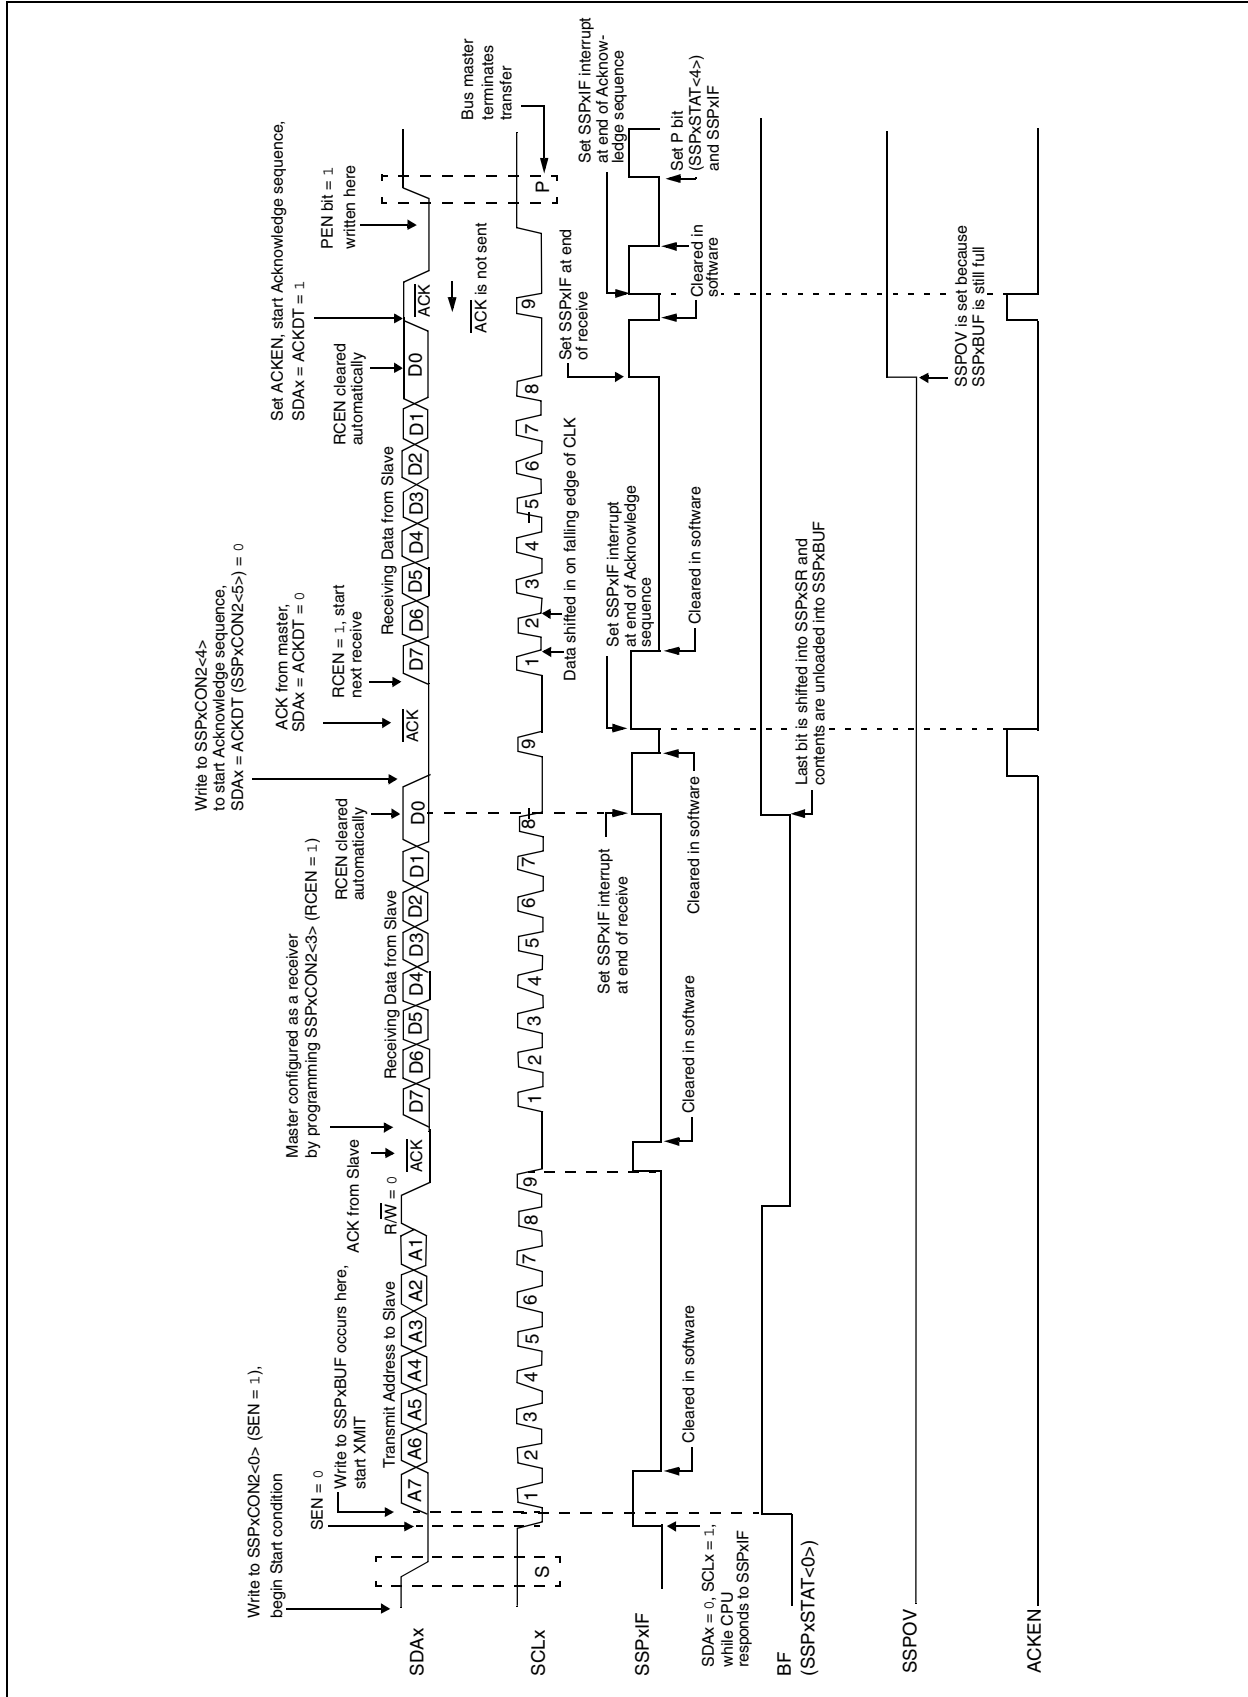 Write to SSPxCON2<0> (SEN = 1),
begin Start condition
SEN = 0
Write to SSPxBUF occurs here,
start XMIT
ACK from Slave
Master configured as a receiver
by programming SSPxCON2<3> (RCEN = 1)
RCEN cleared
automatically
Write to SSPxCON2<4>
to start Acknowledge sequence,
SDAx = ACKDT (SSPxCON2<5>) = 0
ACK from master,
SDAx = ACKDT = 0
RCEN = 1, start
next receive
RCEN cleared
automatically
Set ACKEN, start Acknowledge sequence,
SDAx = ACKDT = 1
PEN bit = 1
written here
Transmit Address to Slave
R/W = 0
Receiving Data from Slave
Receiving Data from Slave
SDAx
A7 A6 A5 A4 A3 A2 A1
ACK
D7 D6 D5 D4 D3 D2 D1 D0
ACK
D7 D6 D5 D4 D3 D2 D1 D0
ACK
ACK is not sent
Bus master
terminates
transfer
SCLx
S
1 2 3 4 5 6 7 8 9
1 2 3 4 5 6 7 8 9
1 2 3 4 5 6 7 8 9
P
Data shifted in on falling edge of CLK
Set SSPxIF interrupt
at end of receive
Set SSPxIF interrupt
at end of Acknowledge
sequence
Set SSPxIF at end
of receive
Set SSPxIF interrupt
at end of Acknow-
ledge sequence
SSPxIF
SDAx = 0, SCLx = 1,
while CPU
responds to SSPxIF
Cleared in software
Cleared in software
Cleared in software
Cleared in software
Cleared in
software
Set P bit
(SSPxSTAT<4>)
and SSPxIF
BF
(SSPxSTAT<0>)
Last bit is shifted into SSPxSR and
contents are unloaded into SSPxBUF
SSPOV
SSPOV is set because
SSPxBUF is still full
ACKEN